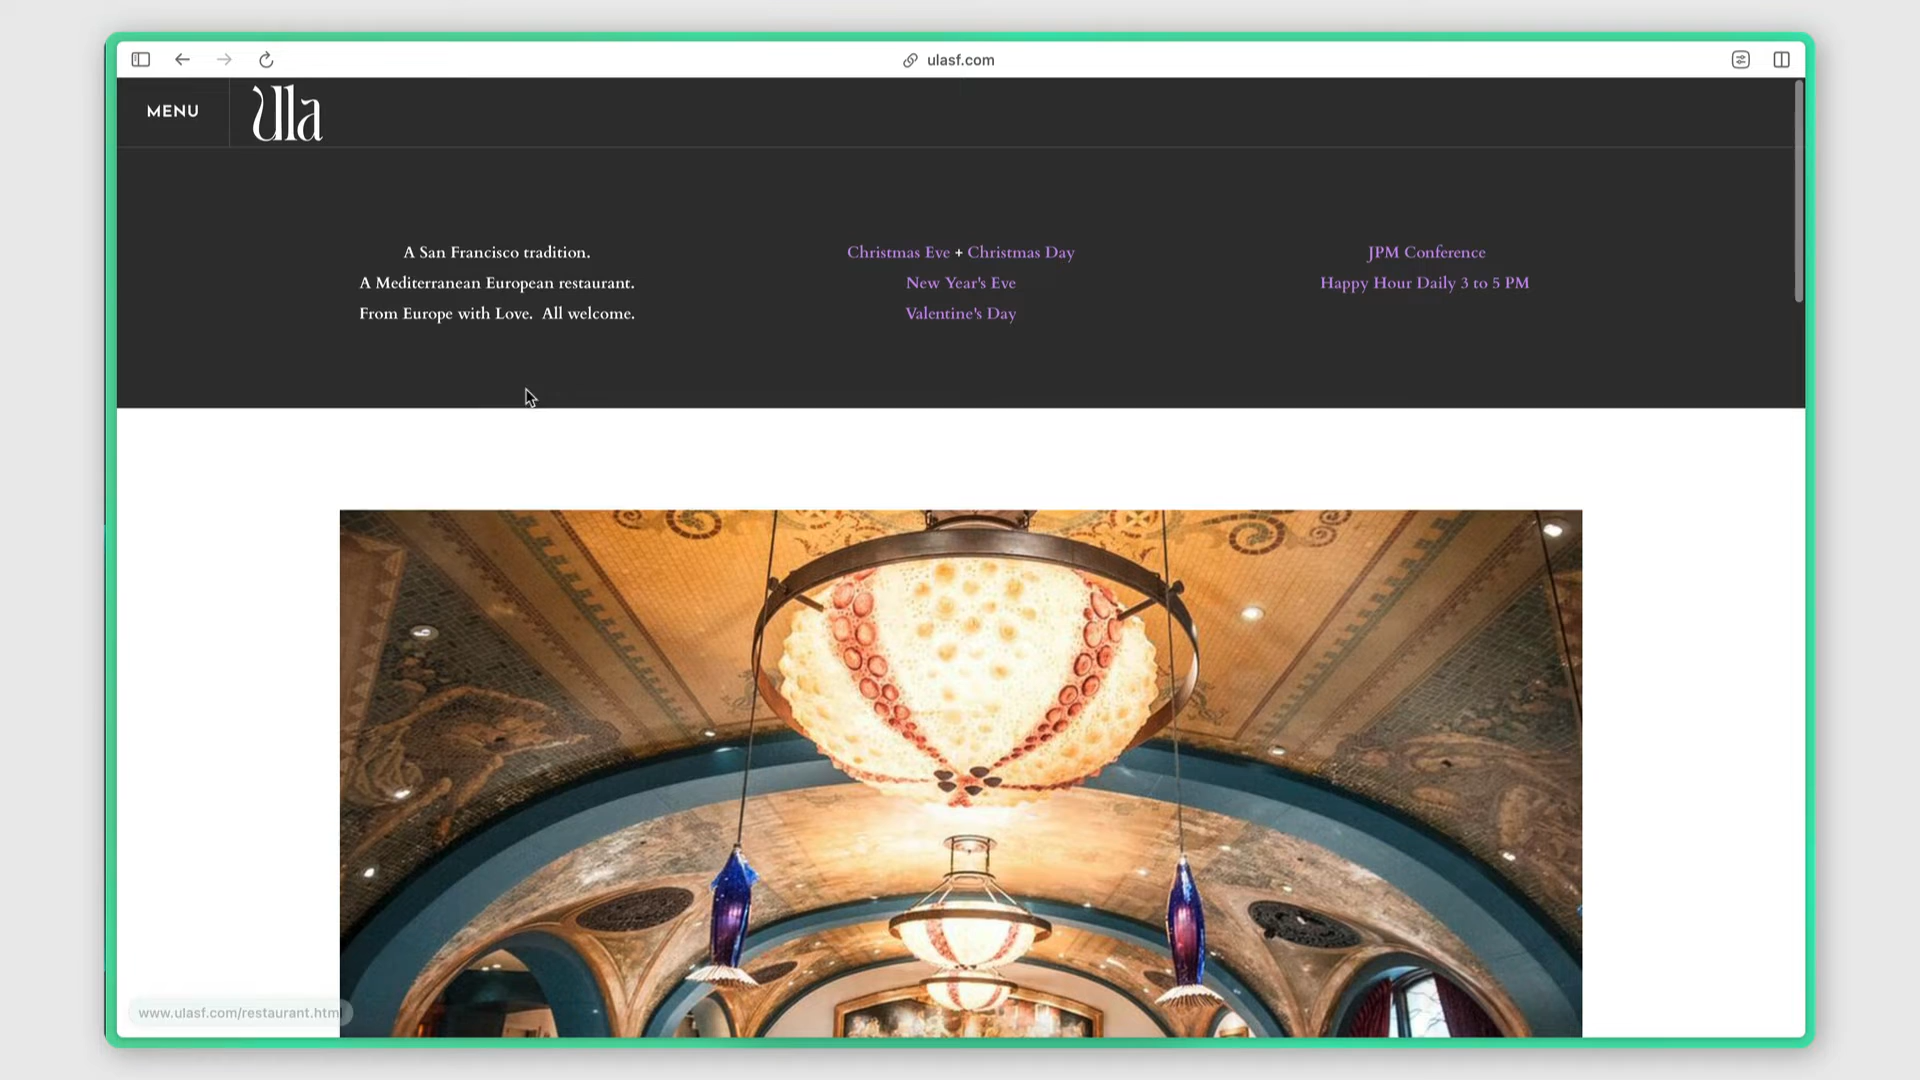 ulasf.com
MENU
Ula
A San Francisco tradition.
A Mediterranean European restaurant.
From Europe with Love. All welcome.
Christmas Eve + Christmas Day
New Year's Eve
Valentine's Day
JPM Conference
Happy Hour Daily 3 to 5 PM
www.ulasf.com/restaurant.html